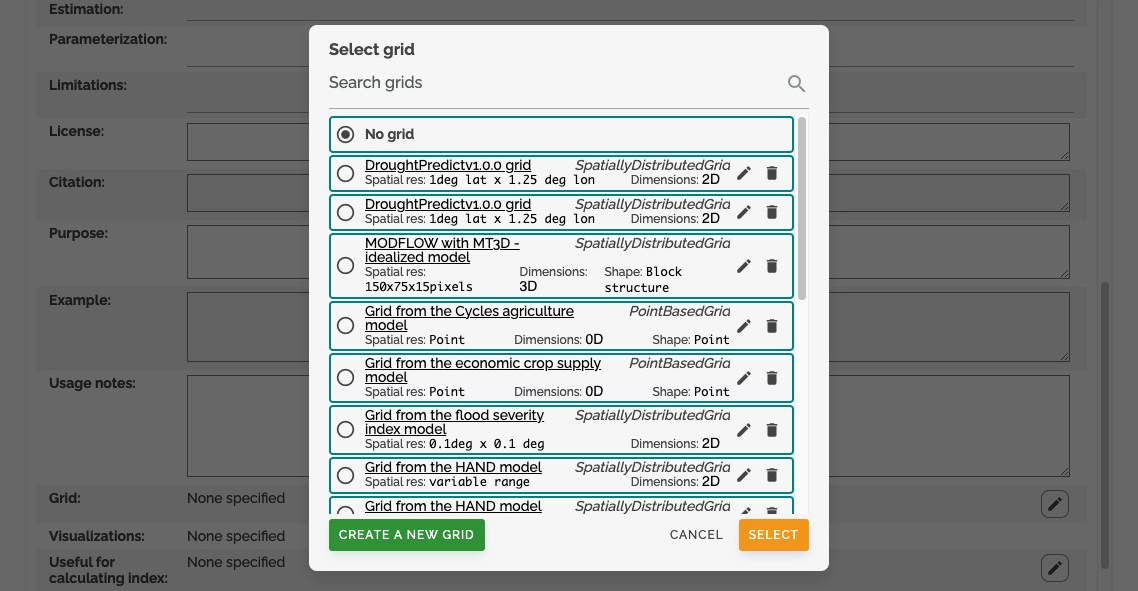 Estimation:
Parameterization:
Limitations:
License:
Citation:
Purpose:
Example:
Usage notes:
Grid: None specified
Visualizations: None specified
Useful for calculating index: None specified
Select grid
Search grids
No grid
DroughtPredictv1.0.0 grid SpatiallyDistributedGrid
Spatial res: 1deg lat x 1.25 deg lon Dimensions: 2D
DroughtPredictv1.0.0 grid SpatiallyDistributedGrid
Spatial res: 1deg lat x 1.25 deg lon Dimensions: 2D
MODFLOW with MT3D - SpatiallyDistributedGrid
idealized model
Spatial res: Dimensions: Shape: Block
150x75x15pixels 3D structure
Grid from the Cycles agriculture PointBasedGrid
model
Spatial res: Point Dimensions: 0D Shape: Point
Grid from the economic crop supply PointBasedGrid
model
Spatial res: Point Dimensions: 0D Shape: Point
Grid from the flood severity SpatiallyDistributedGrid
index model
Spatial res: 0.1deg x 0.1 deg Dimensions: 2D
Grid from the HAND model SpatiallyDistributedGrid
Spatial res: variable range Dimensions: 2D
Grid from the HAND model SpatiallyDistributedGrid
CREATE A NEW GRID CANCEL SELECT